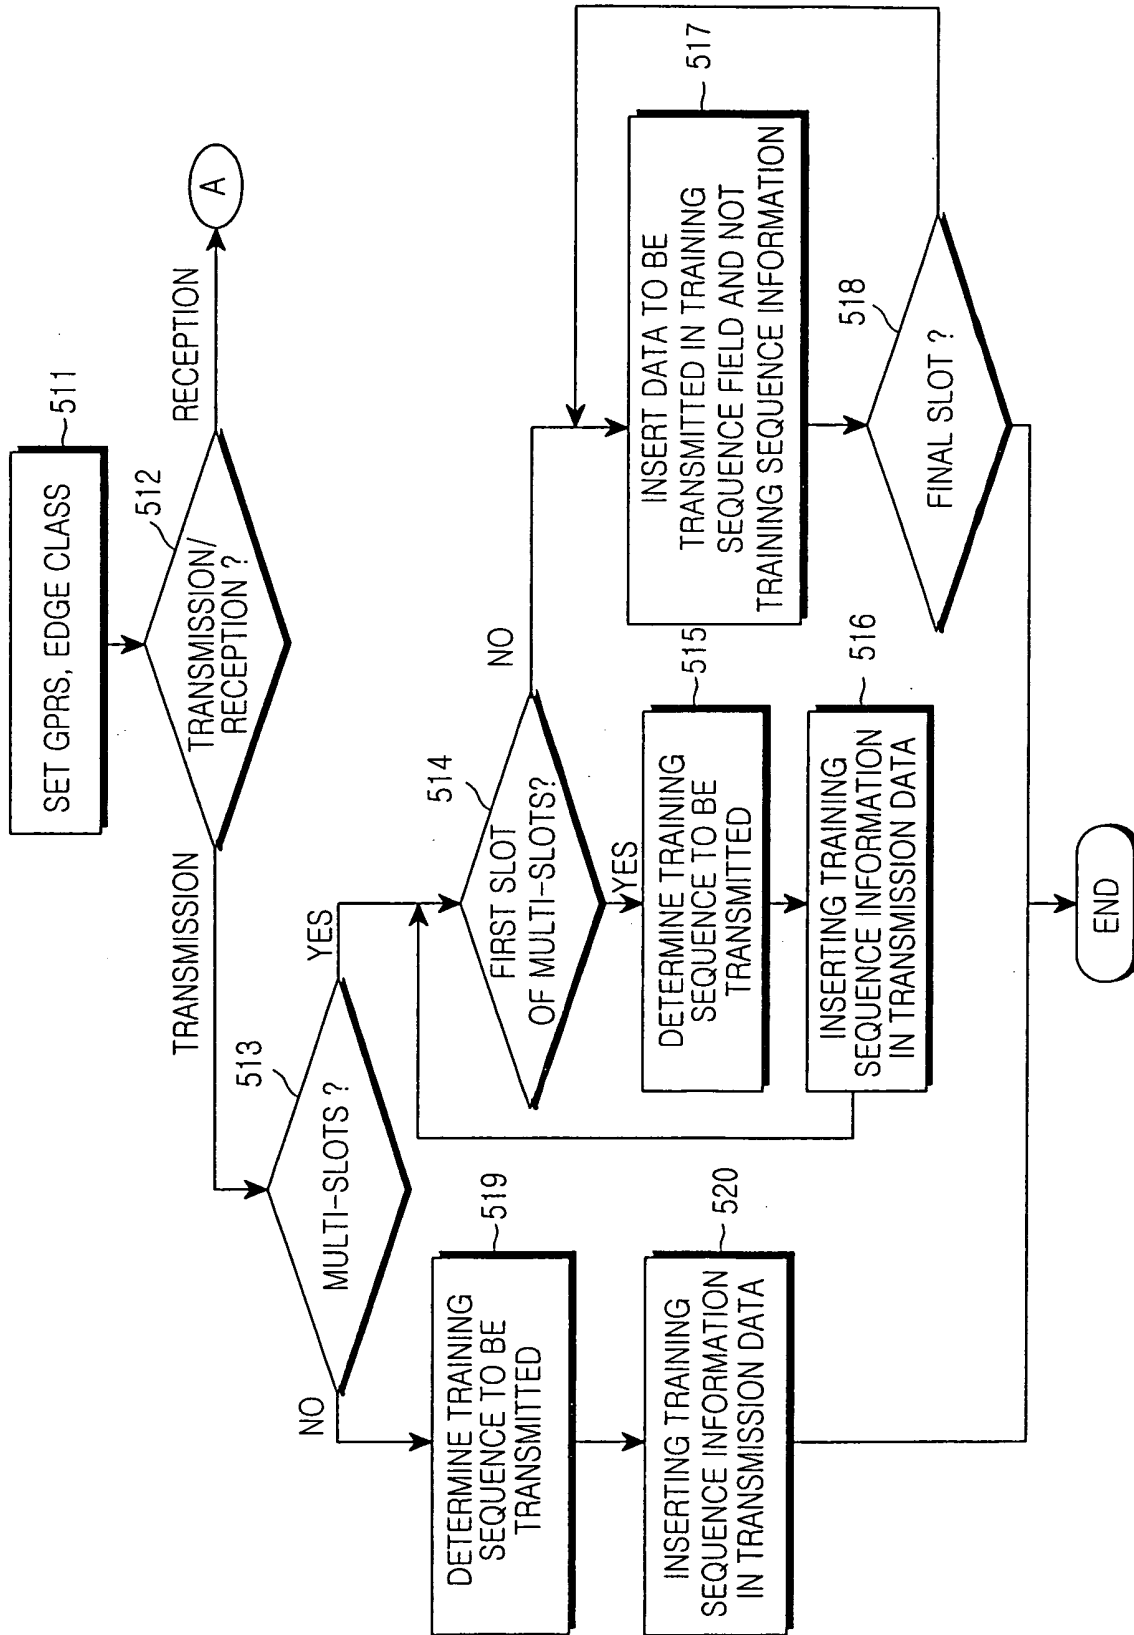 SET GPRS, EDGE CLASS
511
TRANSMISSION/
RECEPTION ?
512
RECEPTION
A
TRANSMISSION
MULTI-SLOTS ?
513
YES
NO
FIRST SLOT
OF MULTI-SLOTS?
514
NO
YES
DETERMINE TRAINING
SEQUENCE TO BE
TRANSMITTED
515
INSERTING TRAINING
SEQUENCE INFORMATION
IN TRANSMISSION DATA
516
INSERT DATA TO BE
TRANSMITTED IN TRAINING
SEQUENCE FIELD AND NOT
TRAINING SEQUENCE INFORMATION
517
FINAL SLOT ?
518
DETERMINE TRAINING
SEQUENCE TO BE
TRANSMITTED
519
INSERTING TRAINING
SEQUENCE INFORMATION
IN TRANSMISSION DATA
520
END